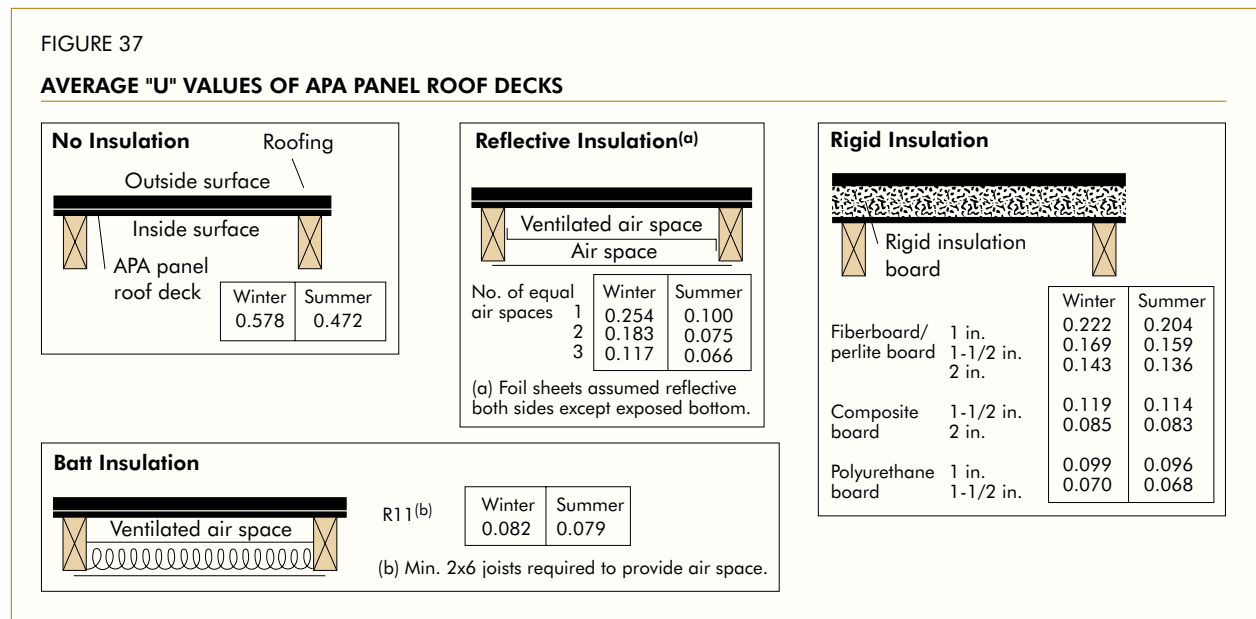 FIGURE 37
AVERAGE "U" VALUES OF APA PANEL ROOF DECKS
No Insulation
Roofing
Outside surface
Inside surface
APA panel
roof deck
Winter Summer
0.578 0.472
Reflective Insulation(a)
Ventilated air space
Air space
No. of equal Winter Summer
air spaces 1 0.254 0.100
2 0.183 0.075
3 0.117 0.066
(a) Foil sheets assumed reflective
both sides except exposed bottom.
Rigid Insulation
Rigid insulation
board
Winter Summer
Fiberboard/ 1 in. 0.222 0.204
perlite board 1-1/2 in. 0.169 0.159
2 in. 0.143 0.136
Composite 1-1/2 in. 0.119 0.114
board 2 in. 0.085 0.083
Polyurethane 1 in. 0.099 0.096
board 1-1/2 in. 0.070 0.068
Batt Insulation
Ventilated air space
R11(b)
Winter Summer
0.082 0.079
(b) Min. 2x6 joists required to provide air space.